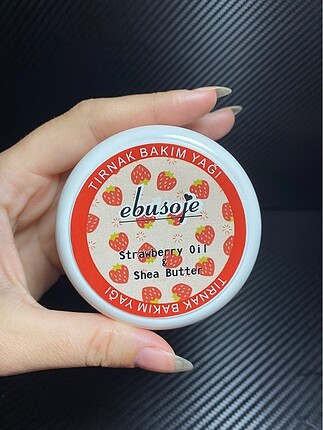 TIRNAK BAKIM YAĞI
ebusoje
Strawberry Oil
&
Shea Butter
TIRNAK BAKIM YAĞI